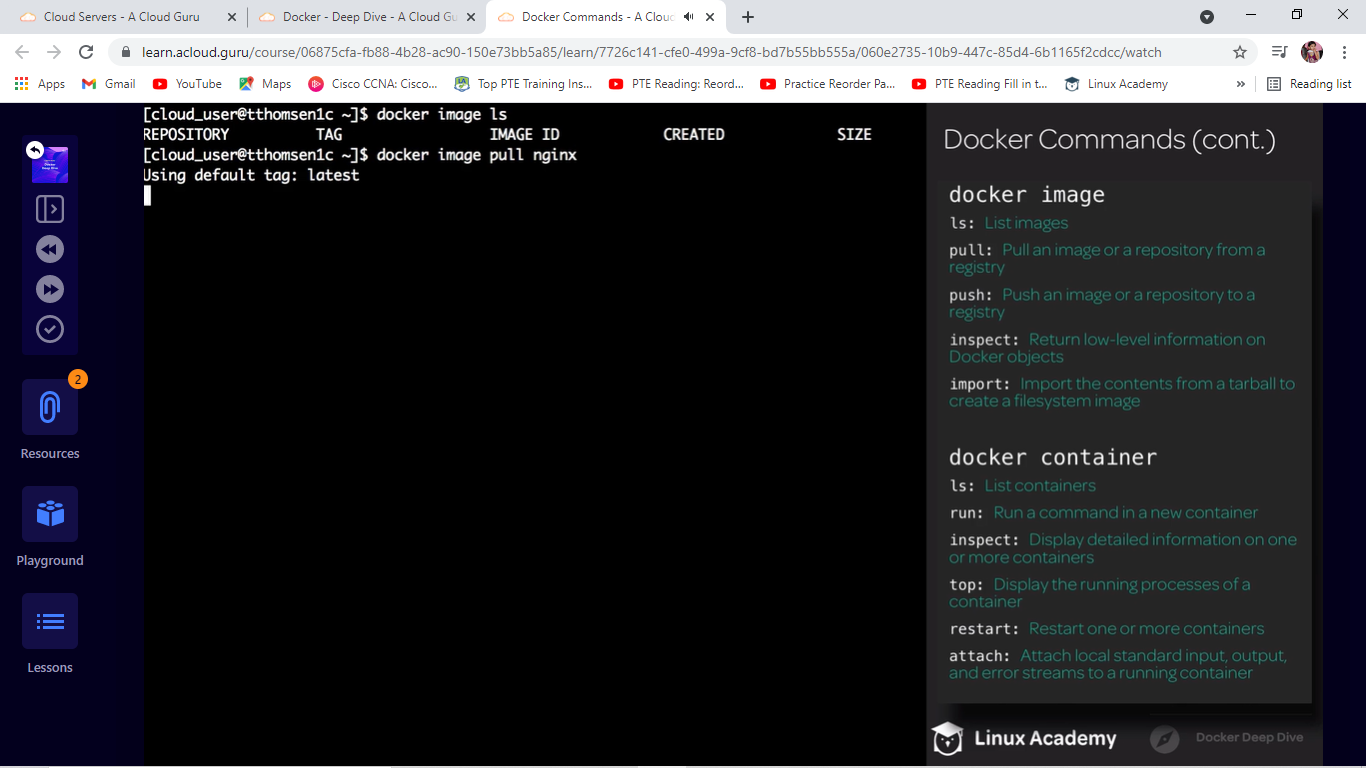 Cloud Servers - A Cloud Guru
Docker - Deep Dive - A Cloud Gu
Docker Commands - A Cloud
learn.acloud.guru/course/06875cfa-fb88-4b28-ac90-150e73bb5a85/learn/7726c141-cfe0-499a-9cf8-bd7b55bb555a/060e2735-10b9-447c-85d4-6b1165f2cdcc/watch
Apps
Gmail
YouTube
Maps
Cisco CCNA: Cisco...
Top PTE Training Ins...
PTE Reading: Reord...
Practice Reorder Pa...
PTE Reading Fill in t...
Linux Academy
»
Reading list
2
Resources
Playground
Lessons
[cloud_user@tthomsen1c ~]$ docker image ls
REPOSITORY TAG IMAGE ID CREATED SIZE
[cloud_user@tthomsen1c ~]$ docker image pull nginx
Using default tag: latest
Docker Commands (cont.)
docker image
ls: List images
pull: Pull an image or a repository from a
registry
push: Push an image or a repository to a
registry
inspect: Return low-level information on
Docker objects
import: Import the contents from a tarball to
create a filesystem image
docker container
ls: List containers
run: Run a command in a new container
inspect: Display detailed information on one
or more containers
top: Display the running processes of a
container
restart: Restart one or more containers
attach: Attach local standard input, output,
and error streams to a running container
Linux Academy
Docker Deep Dive